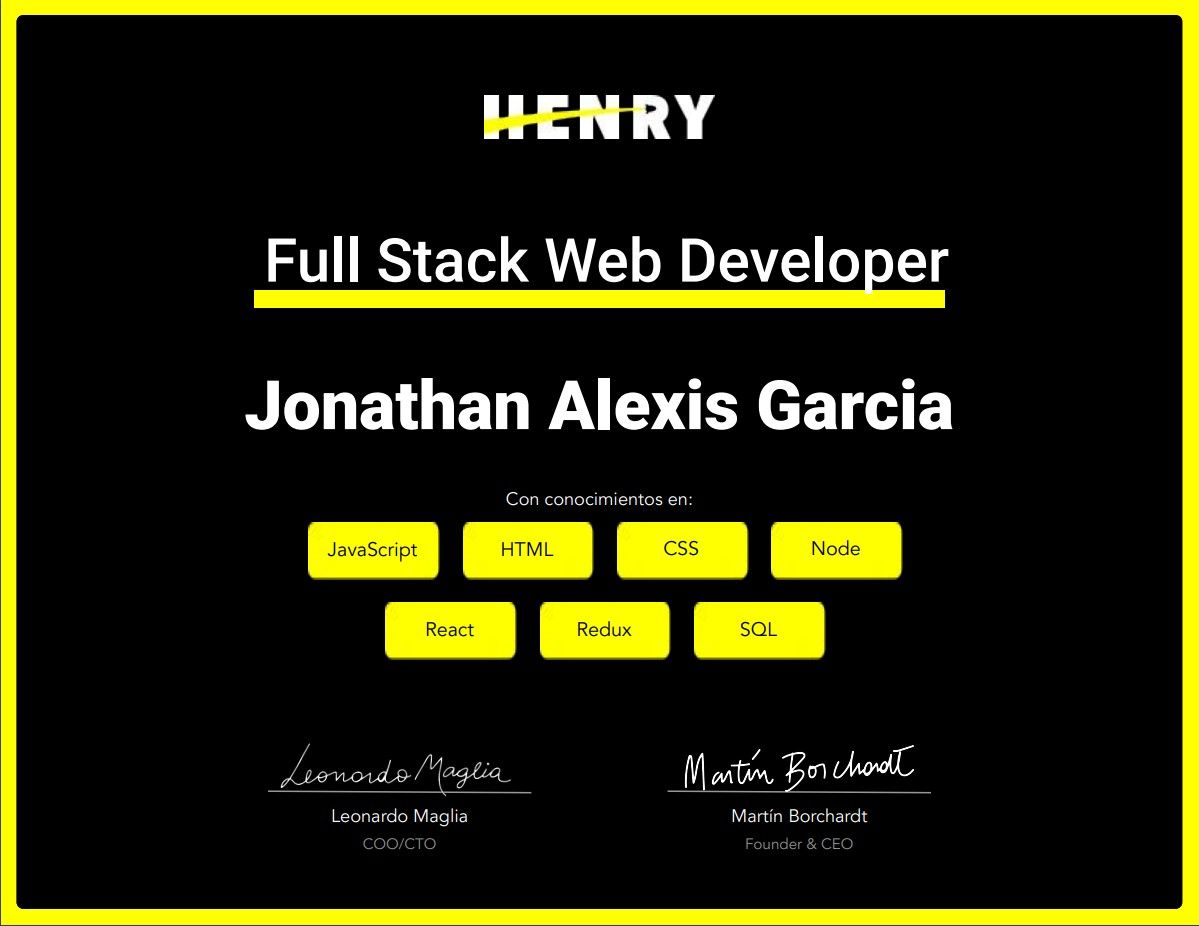 HENRY
Full Stack Web Developer
Jonathan Alexis Garcia
Con conocimientos en:
JavaScript HTML CSS Node
React Redux SQL
Leonardo Maglia Martín Borchardt
Leonardo Maglia Martín Borchardt
COO/CTO Founder & CEO